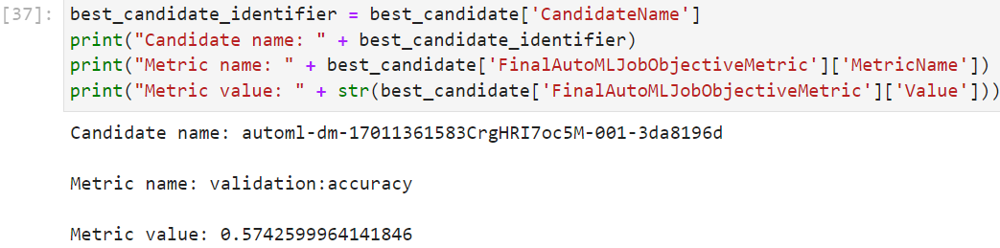 [37]: best_candidate_identifier = best_candidate['CandidateName']
print("Candidate name: " + best_candidate_identifier)
print("Metric name: " + best_candidate['FinalAutoMLJobObjectiveMetric']['MetricName'])
print("Metric value: " + str(best_candidate['FinalAutoMLJobObjectiveMetric']['Value']))
Candidate name: automl-dm-17011361583CrgHRI7oc5M-001-3da8196d
Metric name: validation:accuracy
Metric value: 0.5742599964141846